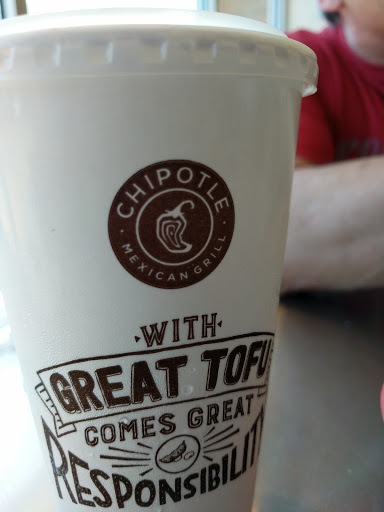 CHIPOTLE
MEXICAN GRILL
·WITH·
GREAT TOFU
COMES GREAT
RESPONSIBILIT